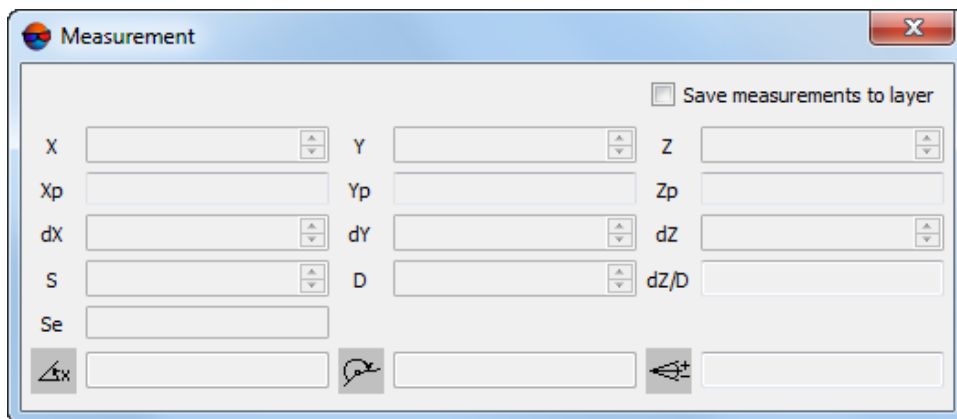 Measurement
Save measurements to layer
X Y Z
Xp Yp Zp
dX dY dZ
S D dZ/D
Se
x